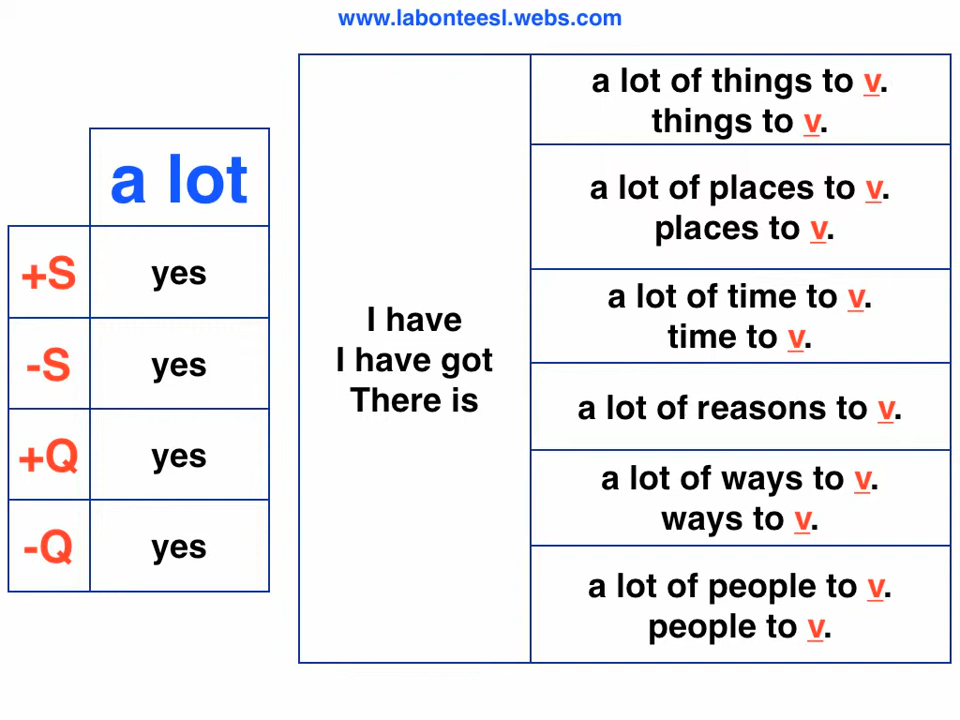 www.labonteesl.webs.com
a lot
+S yes
-S yes
+Q yes
-Q yes
I have
I have got
There is
a lot of things to v.
things to v.
a lot of places to v.
places to v.
a lot of time to v.
time to v.
a lot of reasons to v.
a lot of ways to v.
ways to v.
a lot of people to v.
people to v.